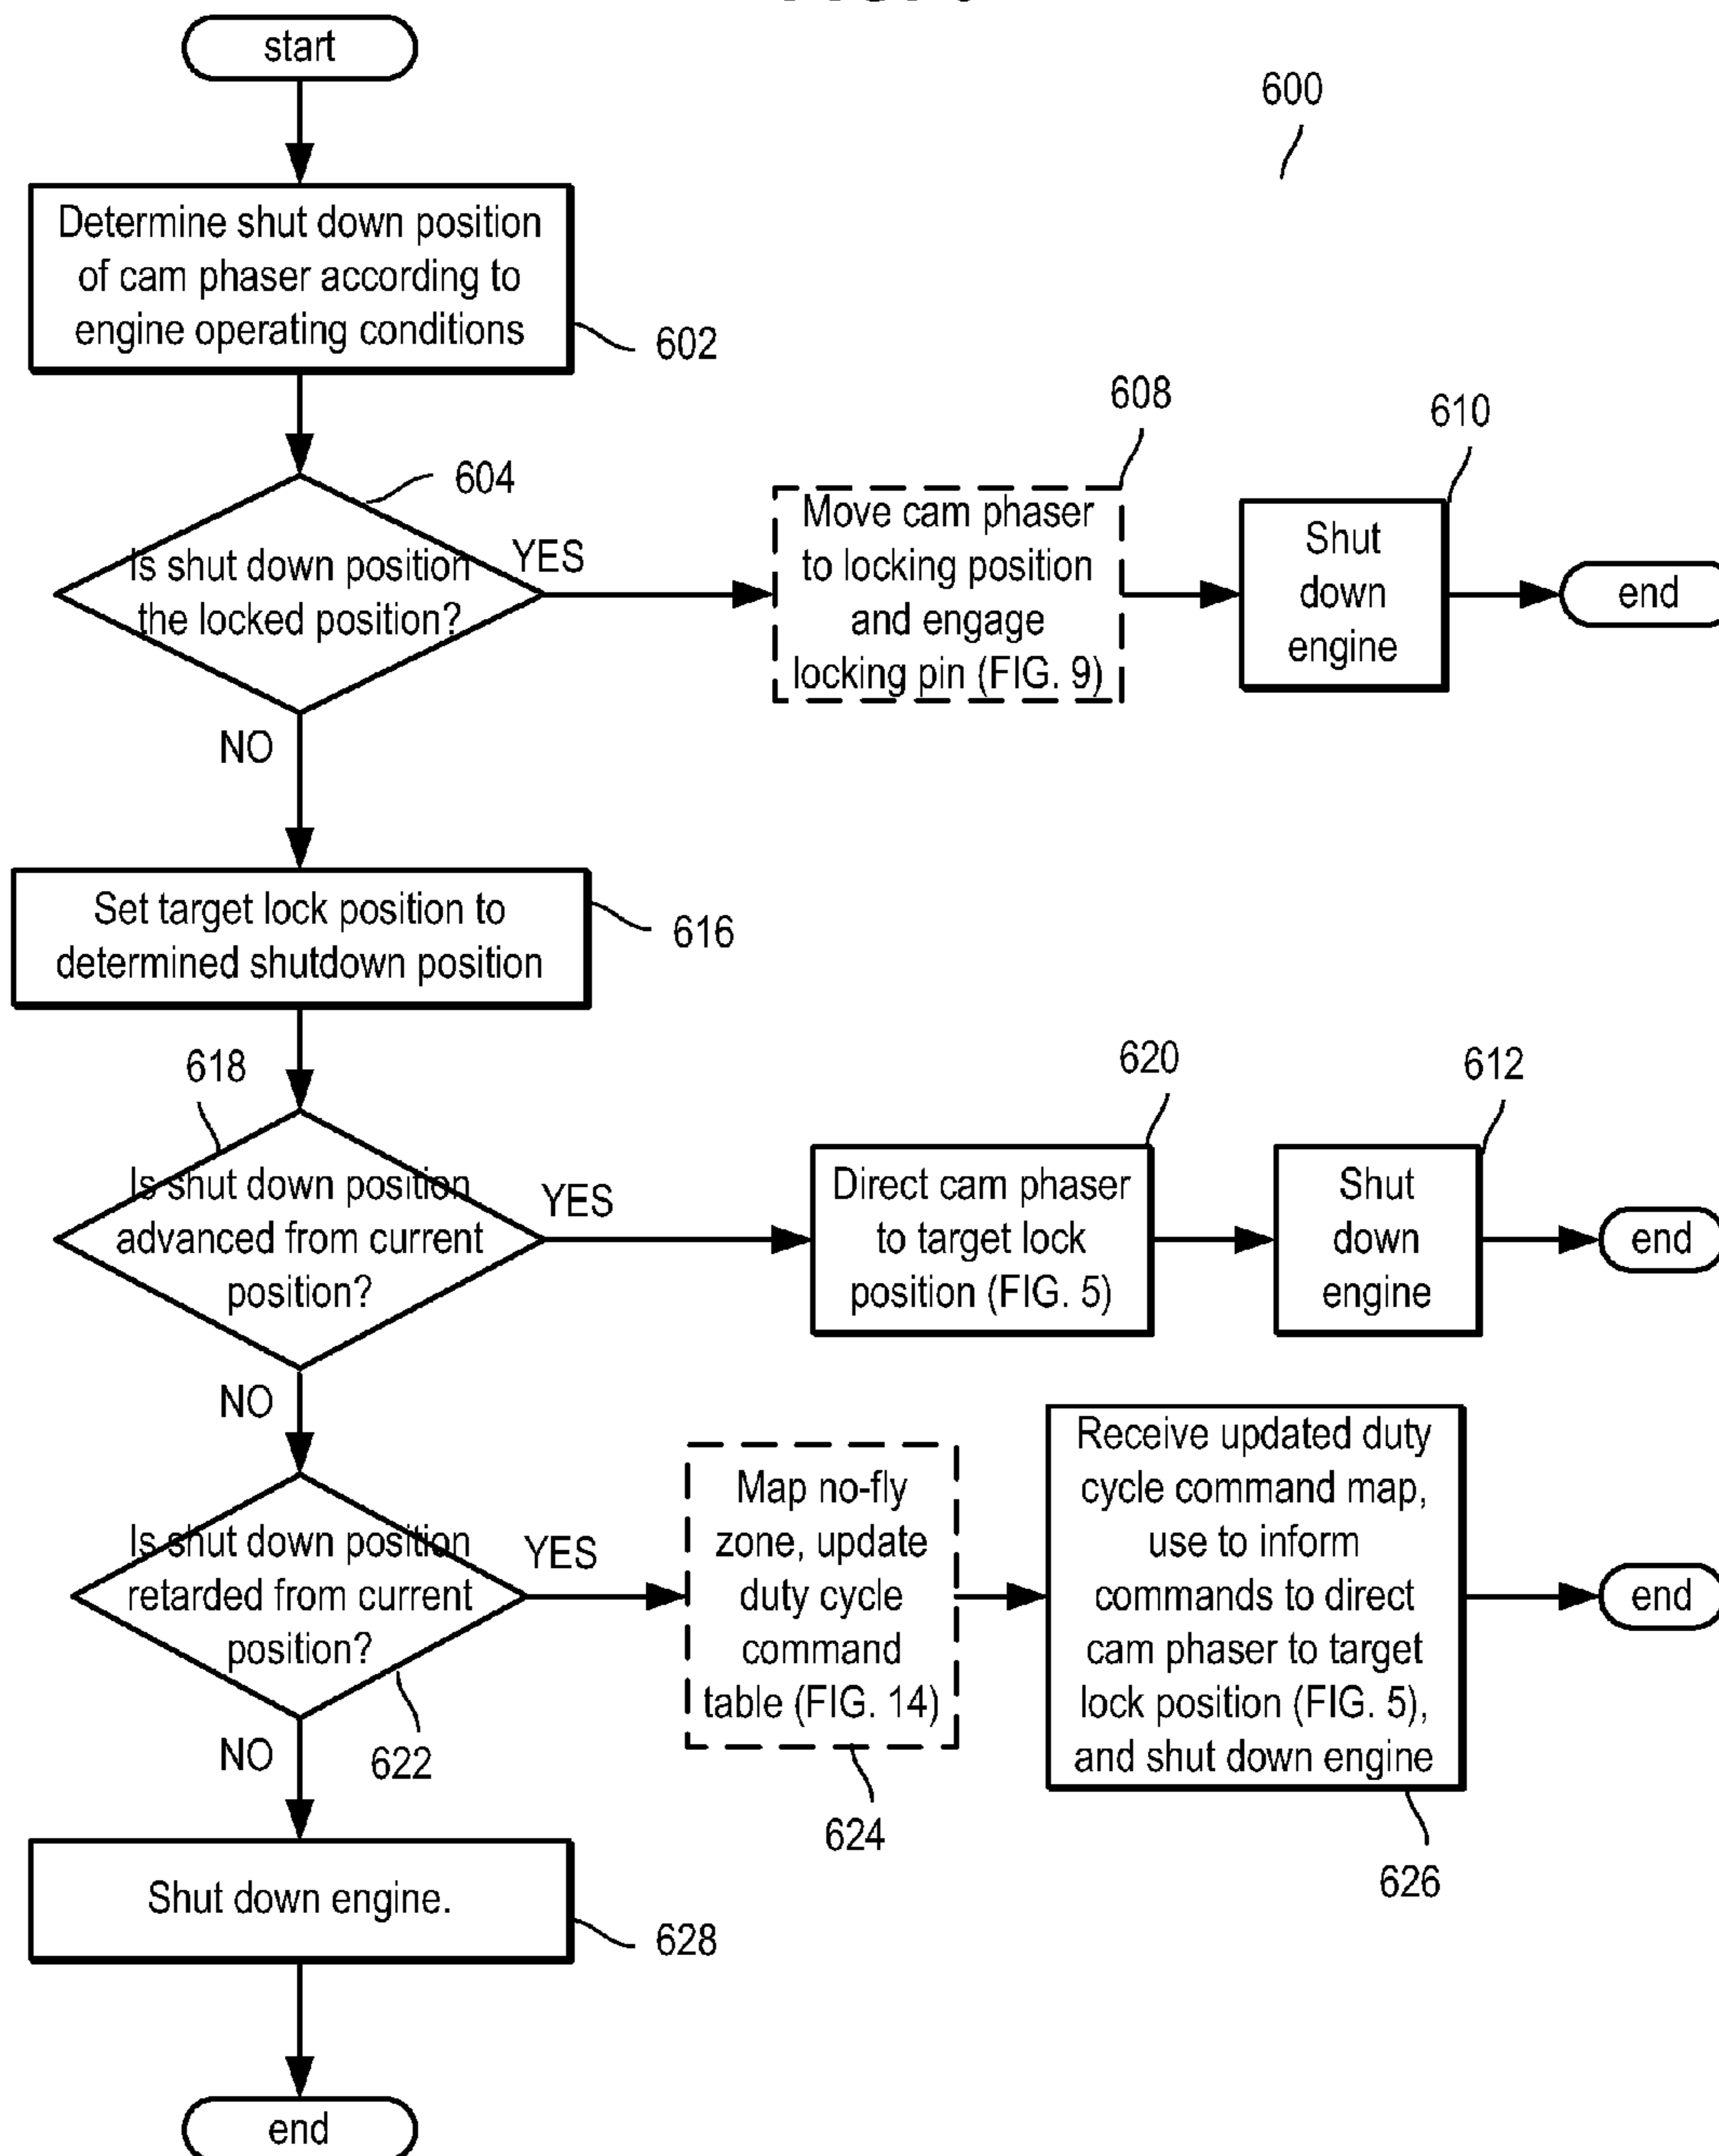 start
600
Determine shut down position
of cam phaser according to
engine operating conditions
602
604
Is shut down position
the locked position?
YES
608
Move cam phaser
to locking position
and engage
locking pin (FIG. 9)
610
Shut
down
engine
end
NO
Set target lock position to
determined shutdown position
616
618
Is shut down position
advanced from current
position?
YES
620
Direct cam phaser
to target lock
position (FIG. 5)
612
Shut
down
engine
end
NO
Is shut down position
retarded from current
position?
622
YES
Map no-fly
zone, update
duty cycle
command
table (FIG. 14)
624
Receive updated duty
cycle command map,
use to inform
commands to direct
cam phaser to target
lock position (FIG. 5),
and shut down engine
626
end
NO
Shut down engine.
628
end